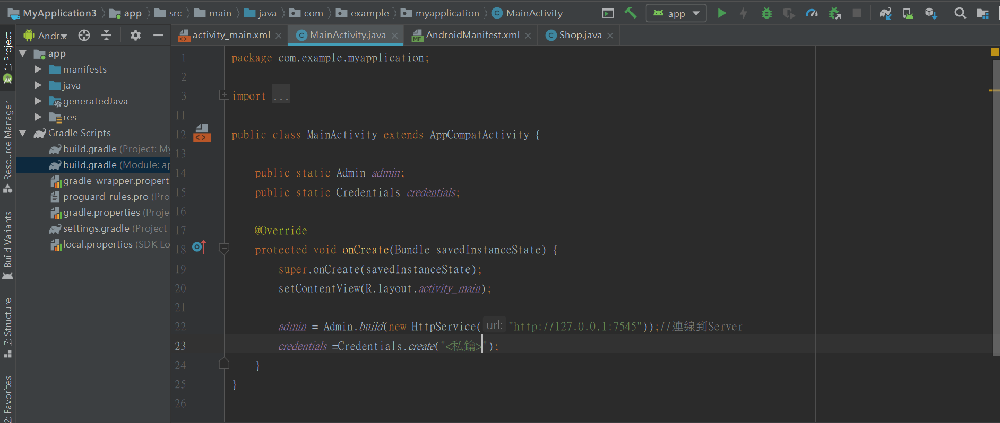 MyApplication3 app src main java com example myapplication MainActivity app
Andr
activity_main.xml MainActivity.java AndroidManifest.xml Shop.java
1: Project
Resource Manager
Build Variants
Z: Structure
2: Favorites
app
manifests
java
generatedJava
res
Gradle Scripts
build.gradle (Project: My
build.gradle (Module: ap
gradle-wrapper.propert
proguard-rules.pro (Pro
gradle.properties (Proje
settings.gradle (Project
local.properties (SDK Lo
1 package com.example.myapplication;
2
3 import ...
11
12 public class MainActivity extends AppCompatActivity {
13
14 public static Admin admin;
15 public static Credentials credentials;
16
17 @Override
18 protected void onCreate(Bundle savedInstanceState) {
19 super.onCreate(savedInstanceState);
20 setContentView(R.layout.activity_main);
21
22 admin = Admin.build(new HttpService( url: "http://127.0.0.1:7545"));//連線到Server
23 credentials =Credentials.create("<私鑰>");
24 }
25 }
26